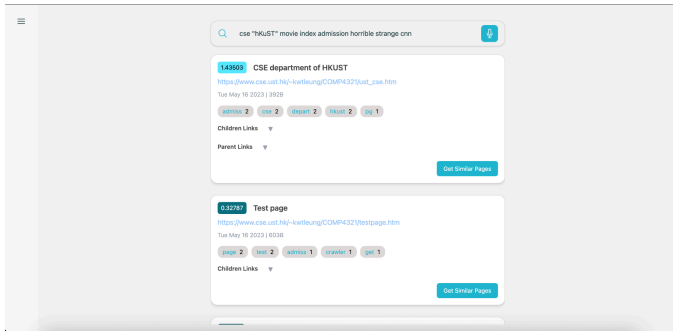 cse "hKuST" movie index admission horrible strange cnn
1.43603 CSE department of HKUST
https://www.cse.ust.hk/~kwtleung/COMP4321/ust_cse.htm
Tue May 16 2023 | 392B
admiss 2 cse 2 depart 2 hkust 2 pg 1
Children Links ▼
Parent Links ▼
Get Similar Pages
0.32787 Test page
https://www.cse.ust.hk/~kwtleung/COMP4321/testpage.htm
Tue May 16 2023 | 603B
page 2 test 2 admiss 1 crawler 1 get 1
Children Links ▼
Get Similar Pages